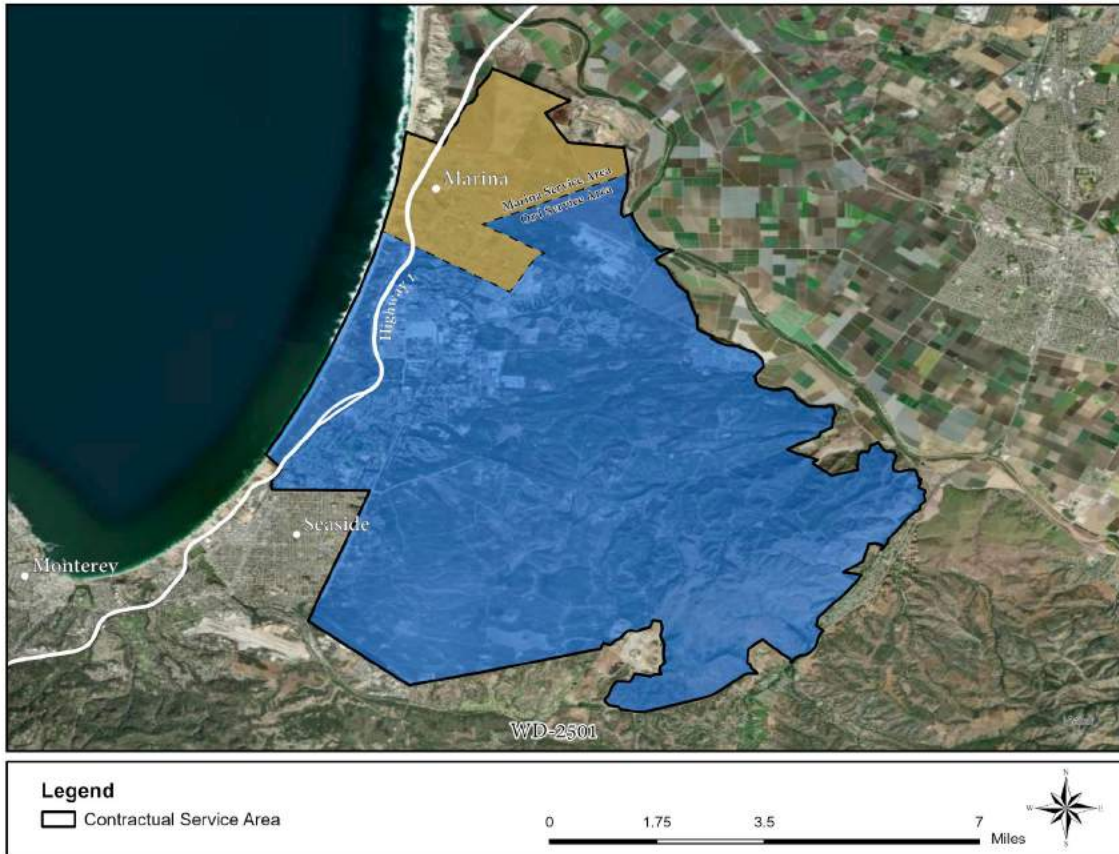 Marina
Marina Service Area
Ord Service Area
Highway 1
Seaside
Monterey
WD-2501
Legend
Contractual Service Area
0 1.75 3.5 7
Miles
N
W E
S